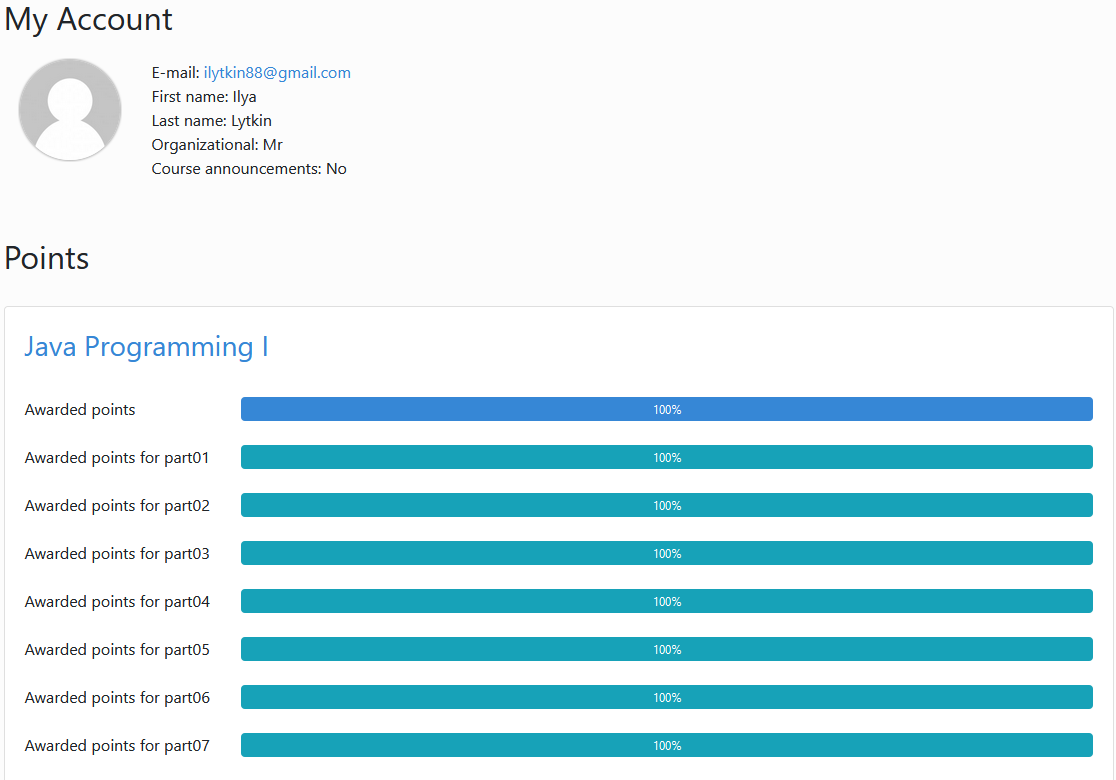 My Account
E-mail: ilytkin88@gmail.com
First name: Ilya
Last name: Lytkin
Organizational: Mr
Course announcements: No
Points
Java Programming I
Awarded points 100%
Awarded points for part01 100%
Awarded points for part02 100%
Awarded points for part03 100%
Awarded points for part04 100%
Awarded points for part05 100%
Awarded points for part06 100%
Awarded points for part07 100%